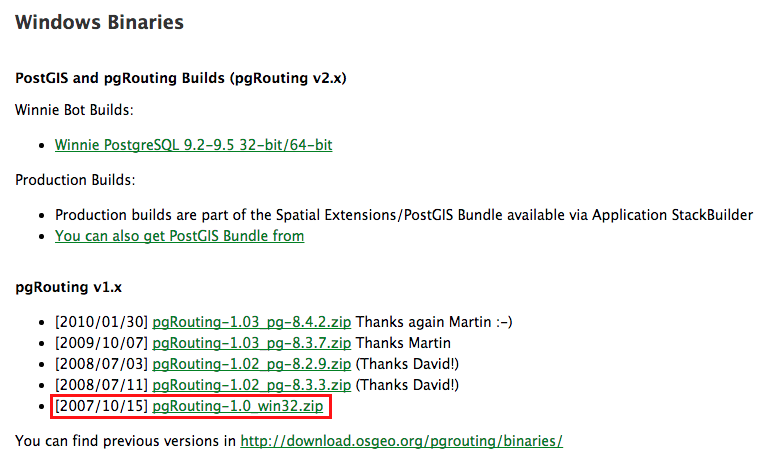 Windows Binaries
PostGIS and pgRouting Builds (pgRouting v2.x)
Winnie Bot Builds:
• Winnie PostgreSQL 9.2-9.5 32-bit/64-bit
Production Builds:
• Production builds are part of the Spatial Extensions/PostGIS Bundle available via Application StackBuilder
• You can also get PostGIS Bundle from
pgRouting v1.x
• [2010/01/30] pgRouting-1.03_pg-8.4.2.zip Thanks again Martin :-)
• [2009/10/07] pgRouting-1.03_pg-8.3.7.zip Thanks Martin
• [2008/07/03] pgRouting-1.02_pg-8.2.9.zip (Thanks David!)
• [2008/07/11] pgRouting-1.02_pg-8.3.3.zip (Thanks David!)
• [2007/10/15] pgRouting-1.0_win32.zip
You can find previous versions in http://download.osgeo.org/pgrouting/binaries/